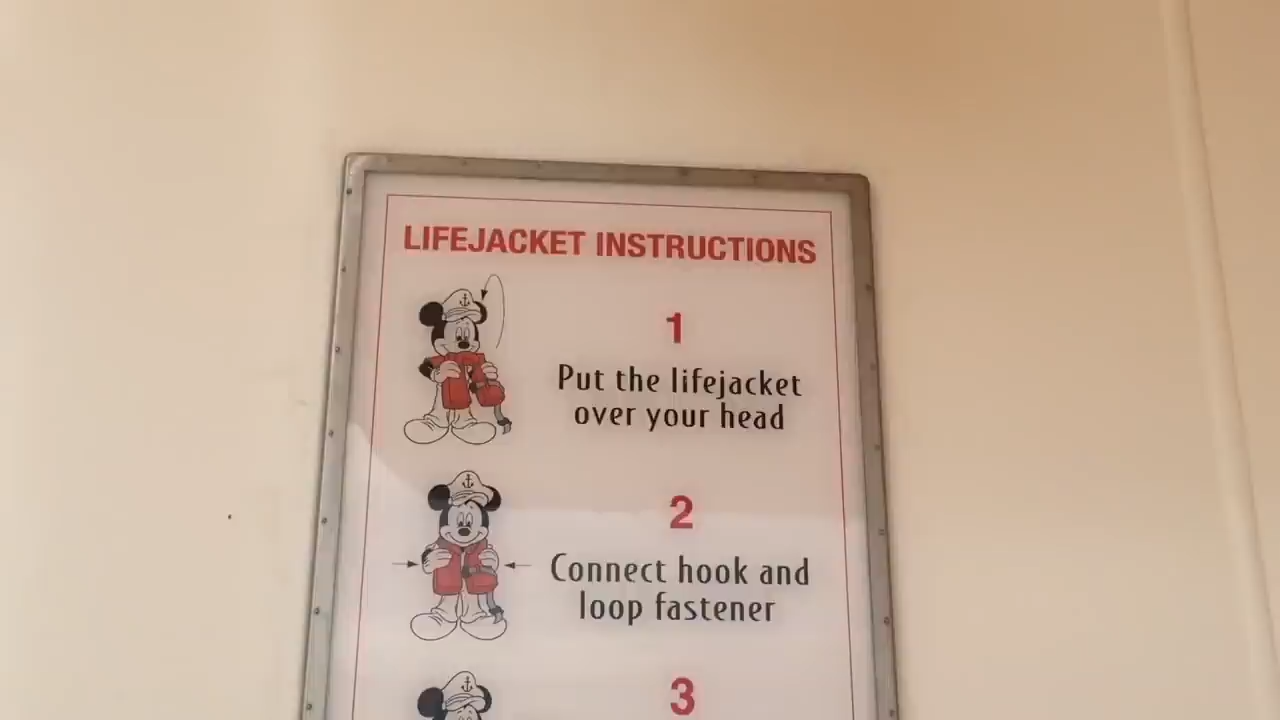 LIFEJACKET INSTRUCTIONS
1
Put the lifejacket
over your head
2
Connect hook and
loop fastener
3